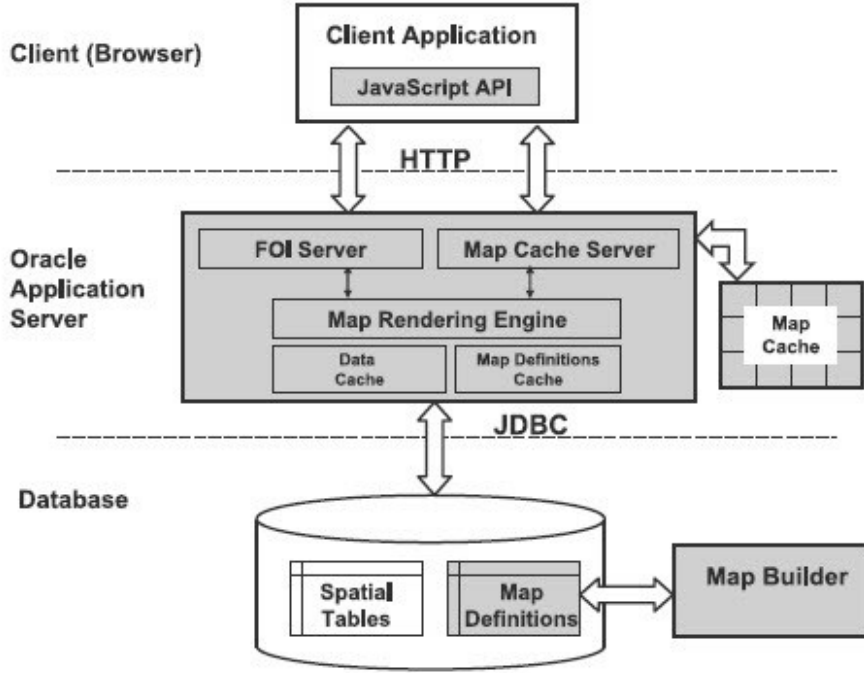 Client Application
Client (Browser)
JavaScript API
HTTP
FOI Server
Map Cache Server
Oracle
Application
Server
Map Rendering Engine
Map
Cache
Data
Cache
Map Definitions
Cache
JDBC
Database
Spatial
Tables
Map
Definitions
Map Builder